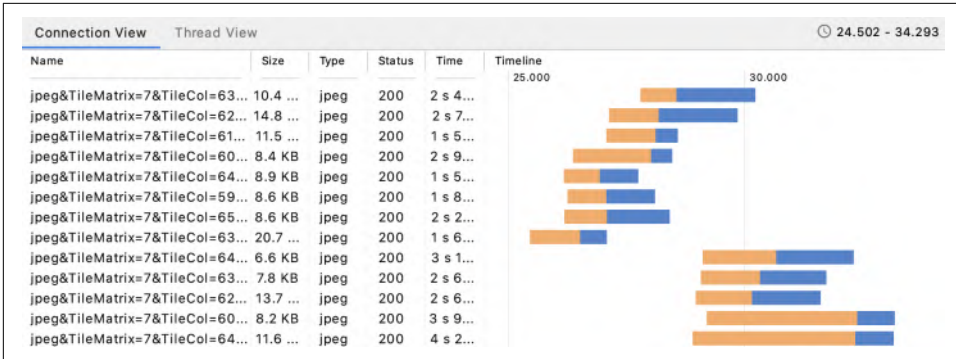 Connection View Thread View 24.502 - 34.293
Name Size Type Status Time Timeline
25.000 30.000
jpeg&TileMatrix=7&TileCol=63... 10.4 ... jpeg 200 2 s 4...
jpeg&TileMatrix=7&TileCol=62... 14.8 ... jpeg 200 2 s 7...
jpeg&TileMatrix=7&TileCol=61... 11.5 ... jpeg 200 1 s 5...
jpeg&TileMatrix=7&TileCol=60... 8.4 KB jpeg 200 2 s 9...
jpeg&TileMatrix=7&TileCol=64... 8.9 KB jpeg 200 1 s 5...
jpeg&TileMatrix=7&TileCol=59... 8.6 KB jpeg 200 1 s 8...
jpeg&TileMatrix=7&TileCol=65... 8.6 KB jpeg 200 2 s 2...
jpeg&TileMatrix=7&TileCol=63... 20.7 ... jpeg 200 1 s 6...
jpeg&TileMatrix=7&TileCol=64... 6.6 KB jpeg 200 3 s 1...
jpeg&TileMatrix=7&TileCol=63... 7.8 KB jpeg 200 2 s 6...
jpeg&TileMatrix=7&TileCol=62... 13.7 ... jpeg 200 2 s 6...
jpeg&TileMatrix=7&TileCol=60... 8.2 KB jpeg 200 3 s 9...
jpeg&TileMatrix=7&TileCol=64... 11.6 ... jpeg 200 4 s 2...